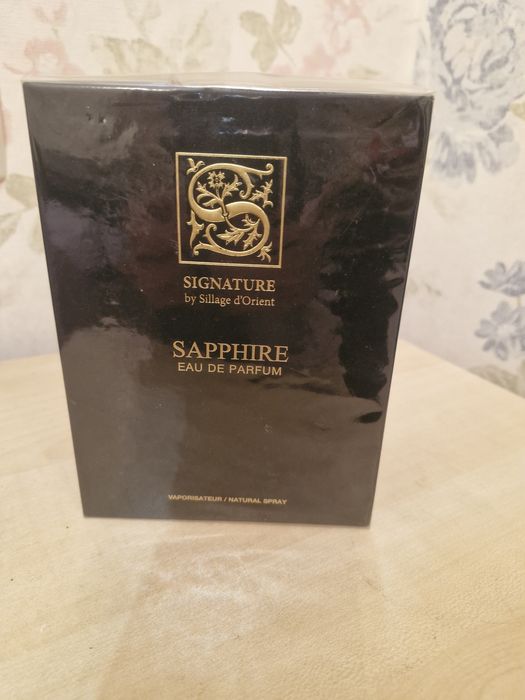 SIGNATURE
by Sillage d'Orient
SAPPHIRE
EAU DE PARFUM
VAPORISATEUR / NATURAL SPRAY